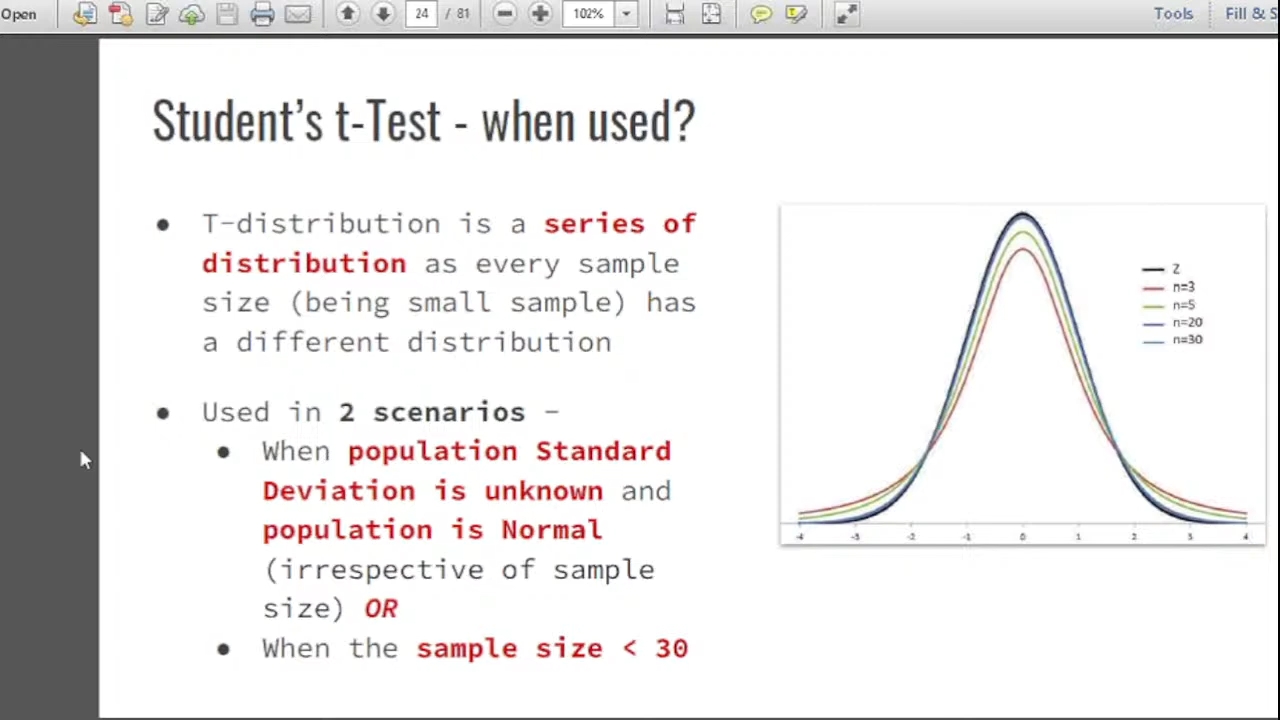 Open 24 / 81 102% Tools Fill & S
Student's t-Test - when used?
● T-distribution is a series of
distribution as every sample
size (being small sample) has
a different distribution
● Used in 2 scenarios -
● When population Standard
Deviation is unknown and
population is Normal
(irrespective of sample
size) OR
● When the sample size < 30
Z
n=3
n=5
n=20
n=30
-4 -3 -2 -1 0 1 2 3 4